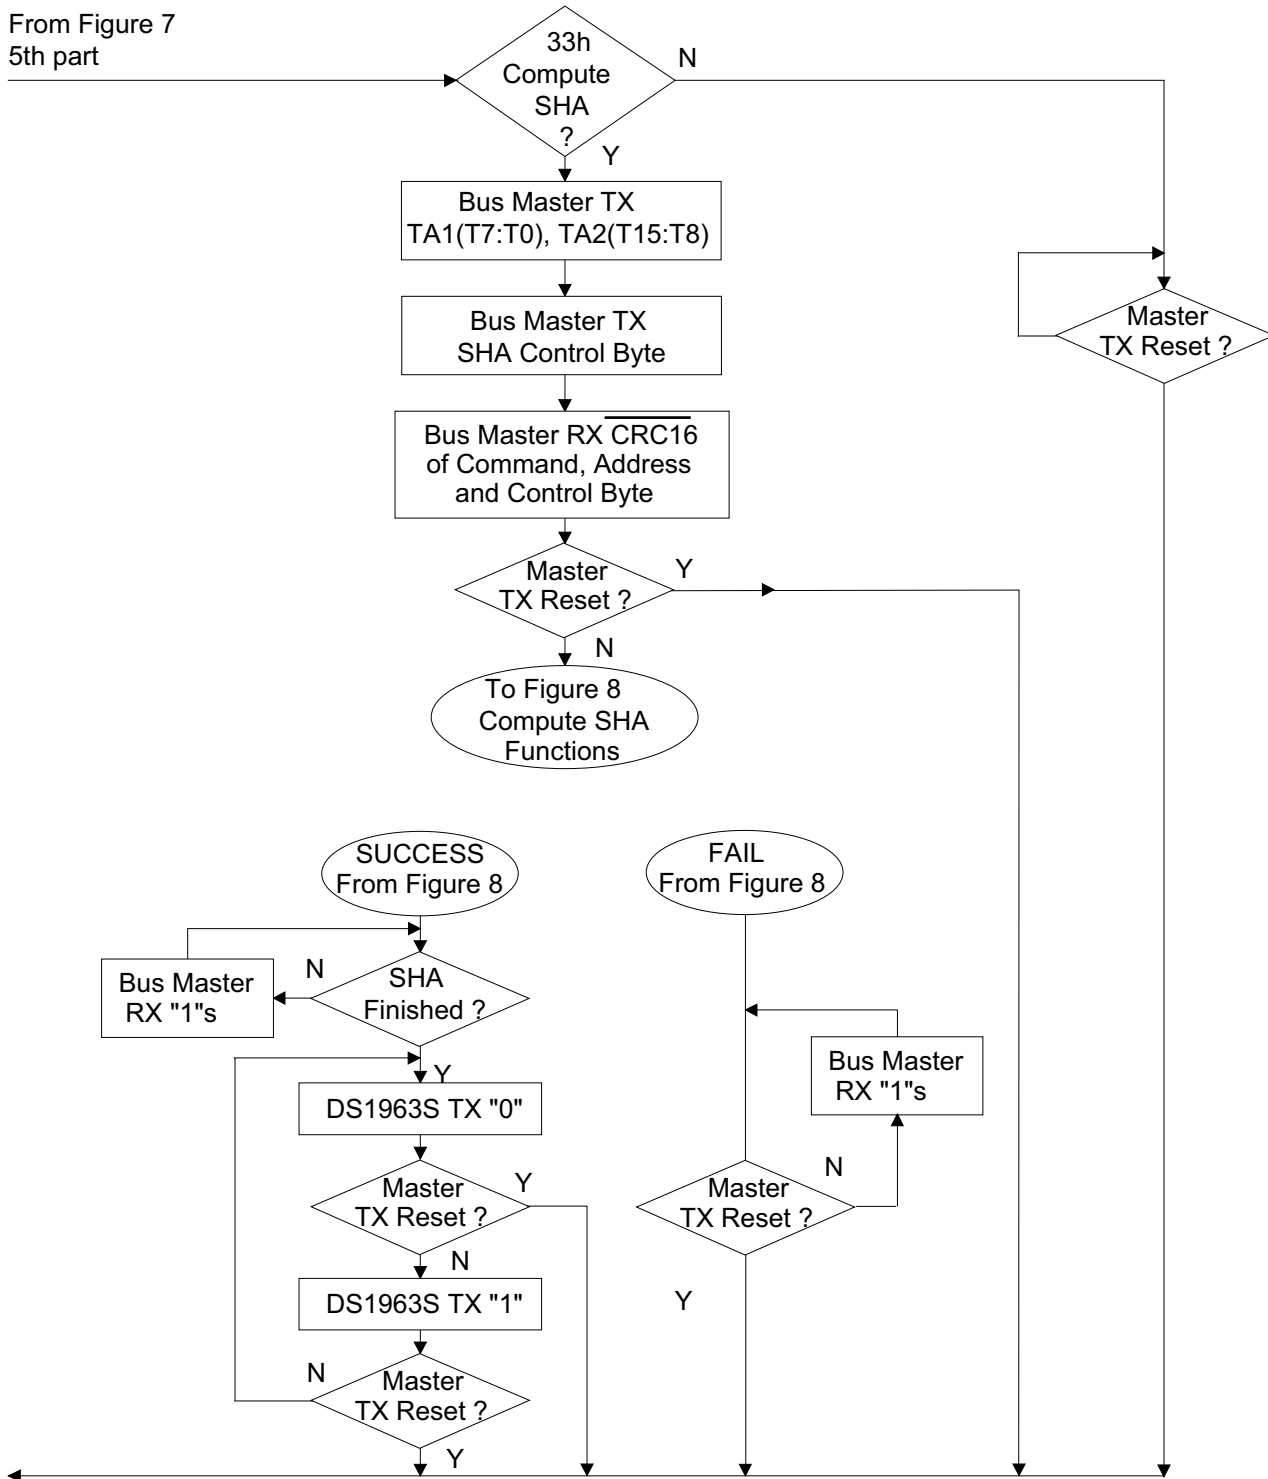 From Figure 7
5th part
33h
Compute
SHA
?
N
Y
Bus Master TX
TA1(T7:T0), TA2(T15:T8)
Bus Master TX
SHA Control Byte
Master
TX Reset ?
Bus Master RX CRC16
of Command, Address
and Control Byte
Master
TX Reset ?
Y
N
To Figure 8
Compute SHA
Functions
SUCCESS
From Figure 8
FAIL
From Figure 8
Bus Master
RX "1"s
N
SHA
Finished ?
Y
Bus Master
RX "1"s
DS1963S TX "0"
Master
TX Reset ?
Y
N
Master
TX Reset ?
N
Y
DS1963S TX "1"
Master
TX Reset ?
N
Y